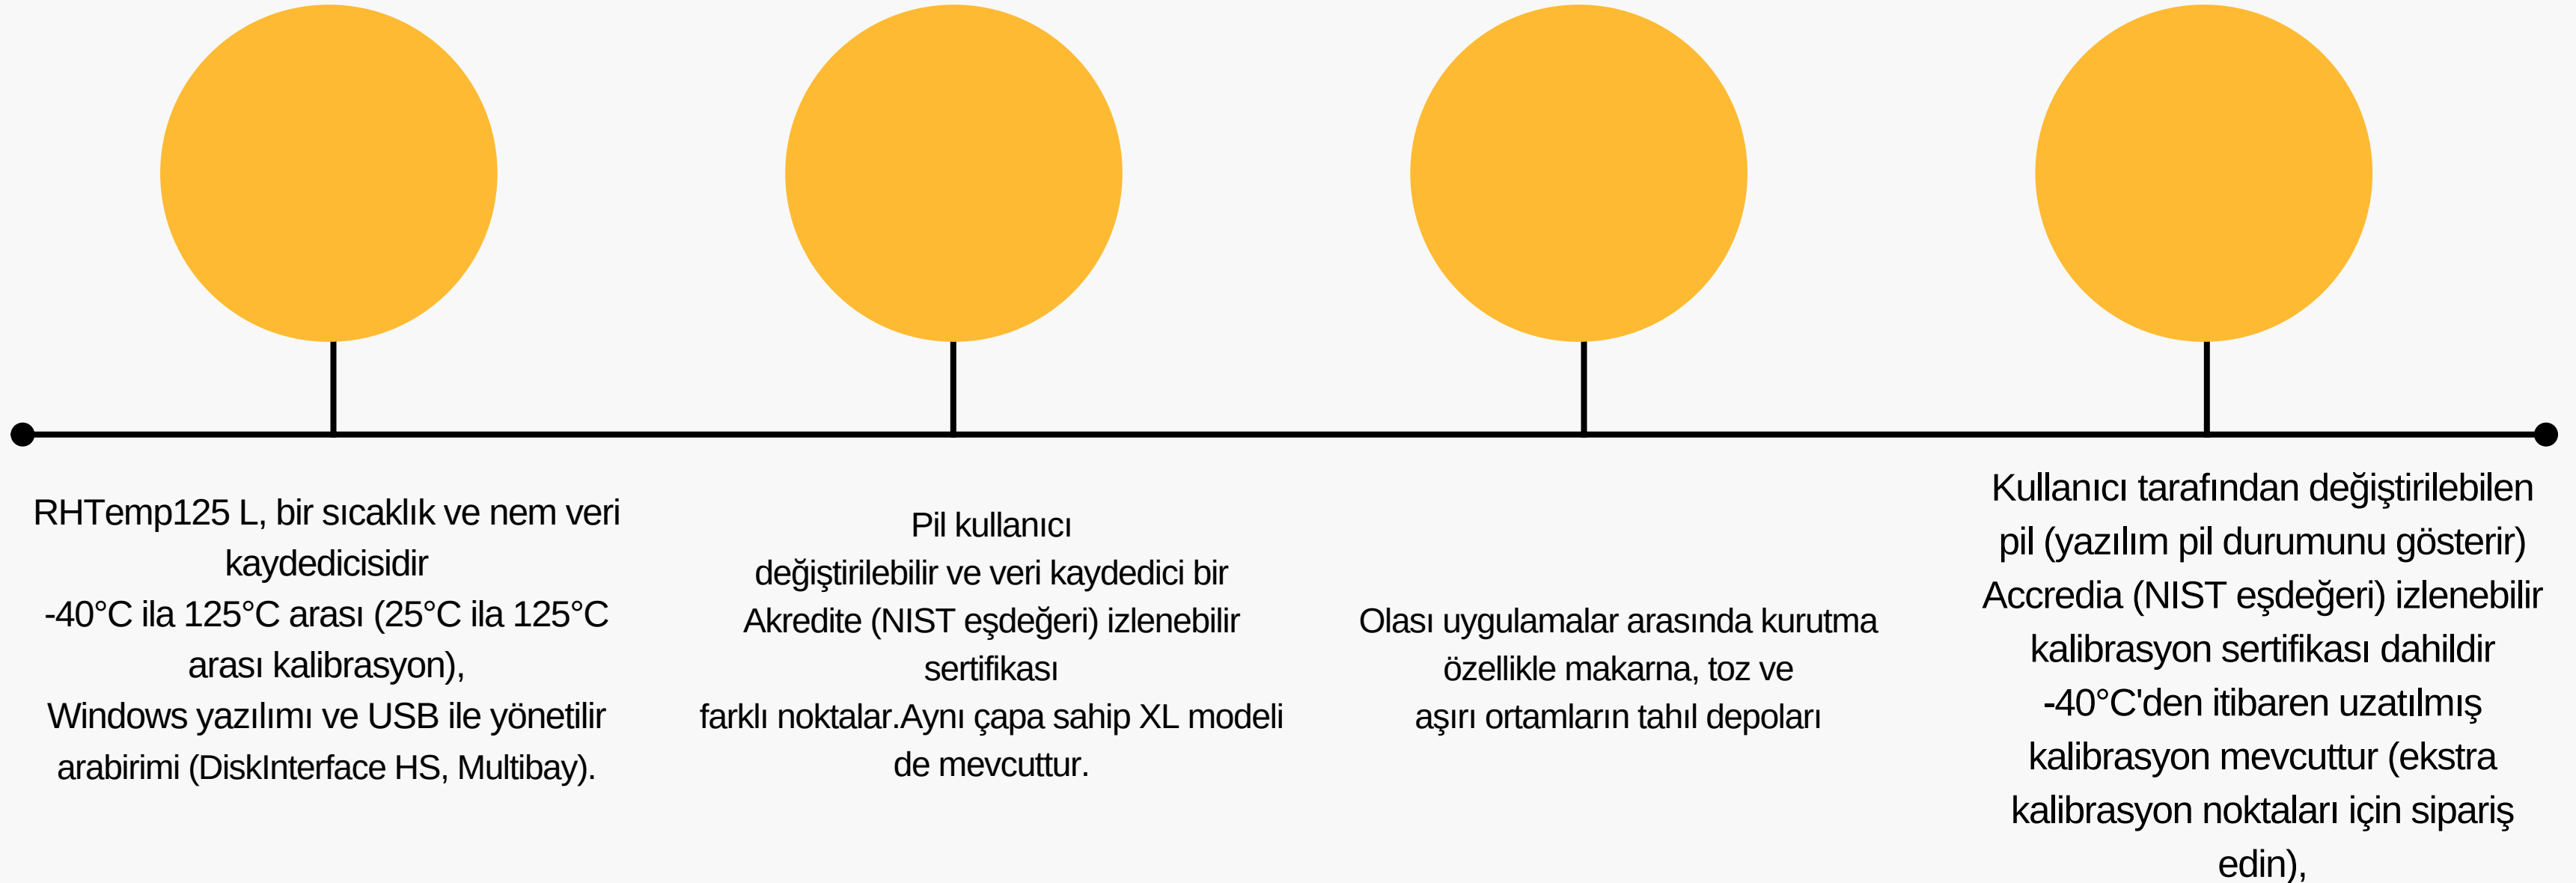 RHTemp125 L, bir sıcaklık ve nem veri
kaydedicisidir
-40°C ila 125°C arası (25°C ila 125°C
arası kalibrasyon),
Windows yazılımı ve USB ile yönetilir
arabirimi (DiskInterface HS, Multibay).
Pil kullanıcı
değiştirilebilir ve veri kaydedici bir
Akredite (NIST eşdeğeri) izlenebilir
sertifikası
farklı noktalar.Aynı çapa sahip XL modeli
de mevcuttur.
Olası uygulamalar arasında kurutma
özellikle makarna, toz ve
aşırı ortamların tahıl depoları
Kullanıcı tarafından değiştirilebilen
pil (yazılım pil durumunu gösterir)
Accredia (NIST eşdeğeri) izlenebilir
kalibrasyon sertifikası dahildir
-40°C'den itibaren uzatılmış
kalibrasyon mevcuttur (ekstra
kalibrasyon noktaları için sipariş
edin),